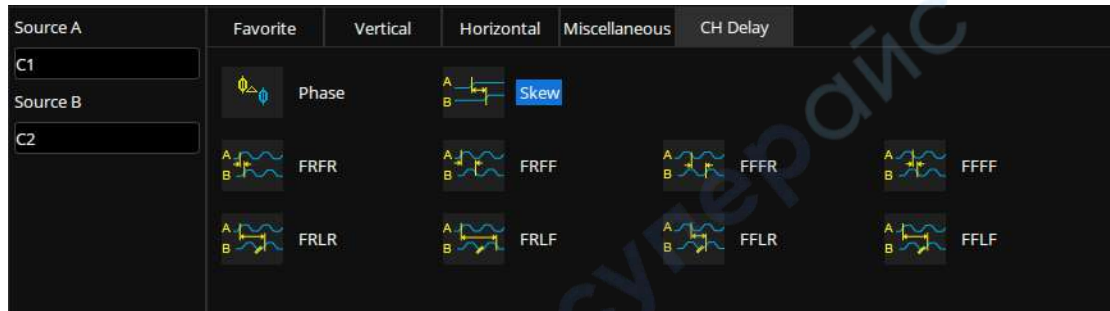 Source A
C1
Source B
C2
Favorite Vertical Horizontal Miscellaneous CH Delay
Phase A B Skew
A B FRFR A B FRFF A B FFFR A B FFFF
A B FRLR A B FRLF A B FFLR A B FFLF
суперайс